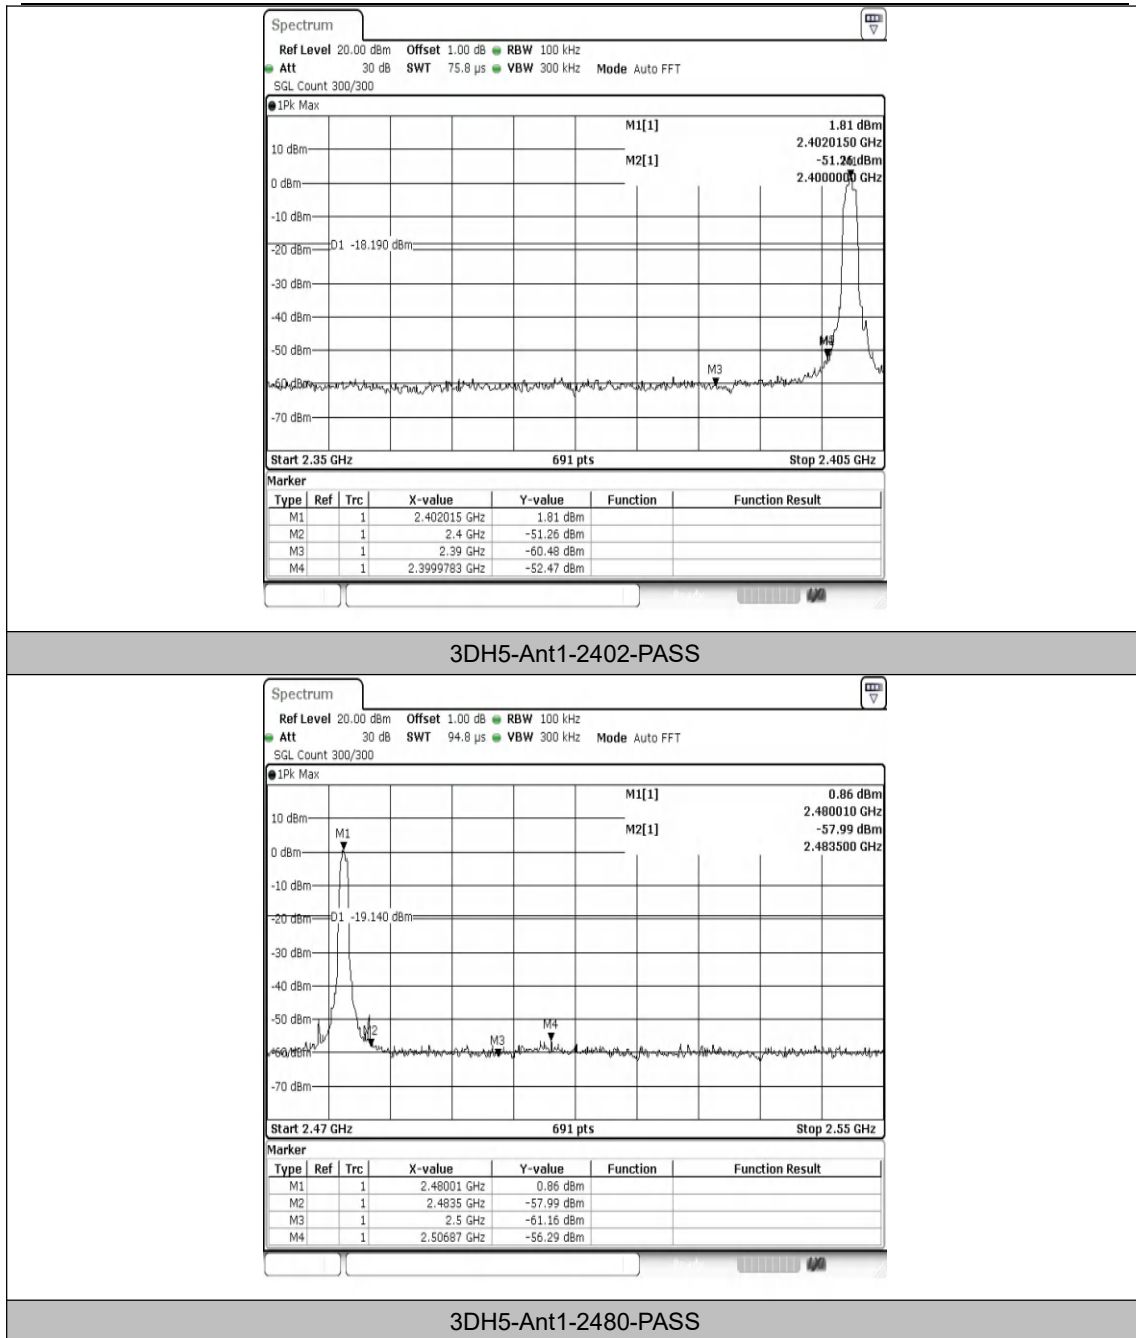 Spectrum
Ref Level 20.00 dBm Offset 1.00 dB RBW 100 kHz
Att 30 dB SWT 75.8 µs VBW 300 kHz Mode Auto FFT
SGL Count 300/300
1Pk Max
M1[1] 1.81 dBm
2.4020150 GHz
M2[1] -51.26 dBm
2.4000000 GHz
10 dBm
0 dBm
-10 dBm
D1 -18.190 dBm
-20 dBm
-30 dBm
-40 dBm
-50 dBm
M3
-60 dBm
-70 dBm
Start 2.35 GHz 691 pts Stop 2.405 GHz
Marker
Type Ref Trc X-value Y-value Function Function Result
M1 1 2.402015 GHz 1.81 dBm
M2 1 2.4 GHz -51.26 dBm
M3 1 2.39 GHz -60.48 dBm
M4 1 2.3999783 GHz -52.47 dBm
3DH5-Ant1-2402-PASS
Spectrum
Ref Level 20.00 dBm Offset 1.00 dB RBW 100 kHz
Att 30 dB SWT 94.8 µs VBW 300 kHz Mode Auto FFT
SGL Count 300/300
1Pk Max
M1[1] 0.86 dBm
2.480010 GHz
M2[1] -57.99 dBm
2.483500 GHz
10 dBm
M1
0 dBm
-10 dBm
-20 dBm D1 -19.140 dBm
-30 dBm
-40 dBm
-50 dBm
M2 M3 M4
-60 dBm
-70 dBm
Start 2.47 GHz 691 pts Stop 2.55 GHz
Marker
Type Ref Trc X-value Y-value Function Function Result
M1 1 2.48001 GHz 0.86 dBm
M2 1 2.4835 GHz -57.99 dBm
M3 1 2.5 GHz -61.16 dBm
M4 1 2.50687 GHz -56.29 dBm
3DH5-Ant1-2480-PASS